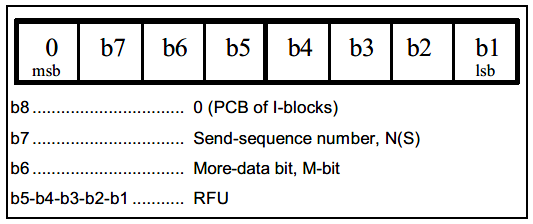 0 b7 b6 b5 b4 b3 b2 b1
msb lsb
b8 ................................ 0 (PCB of I-blocks)
b7 ................................ Send-sequence number, N(S)
b6 ................................ More-data bit, M-bit
b5-b4-b3-b2-b1 ........... RFU